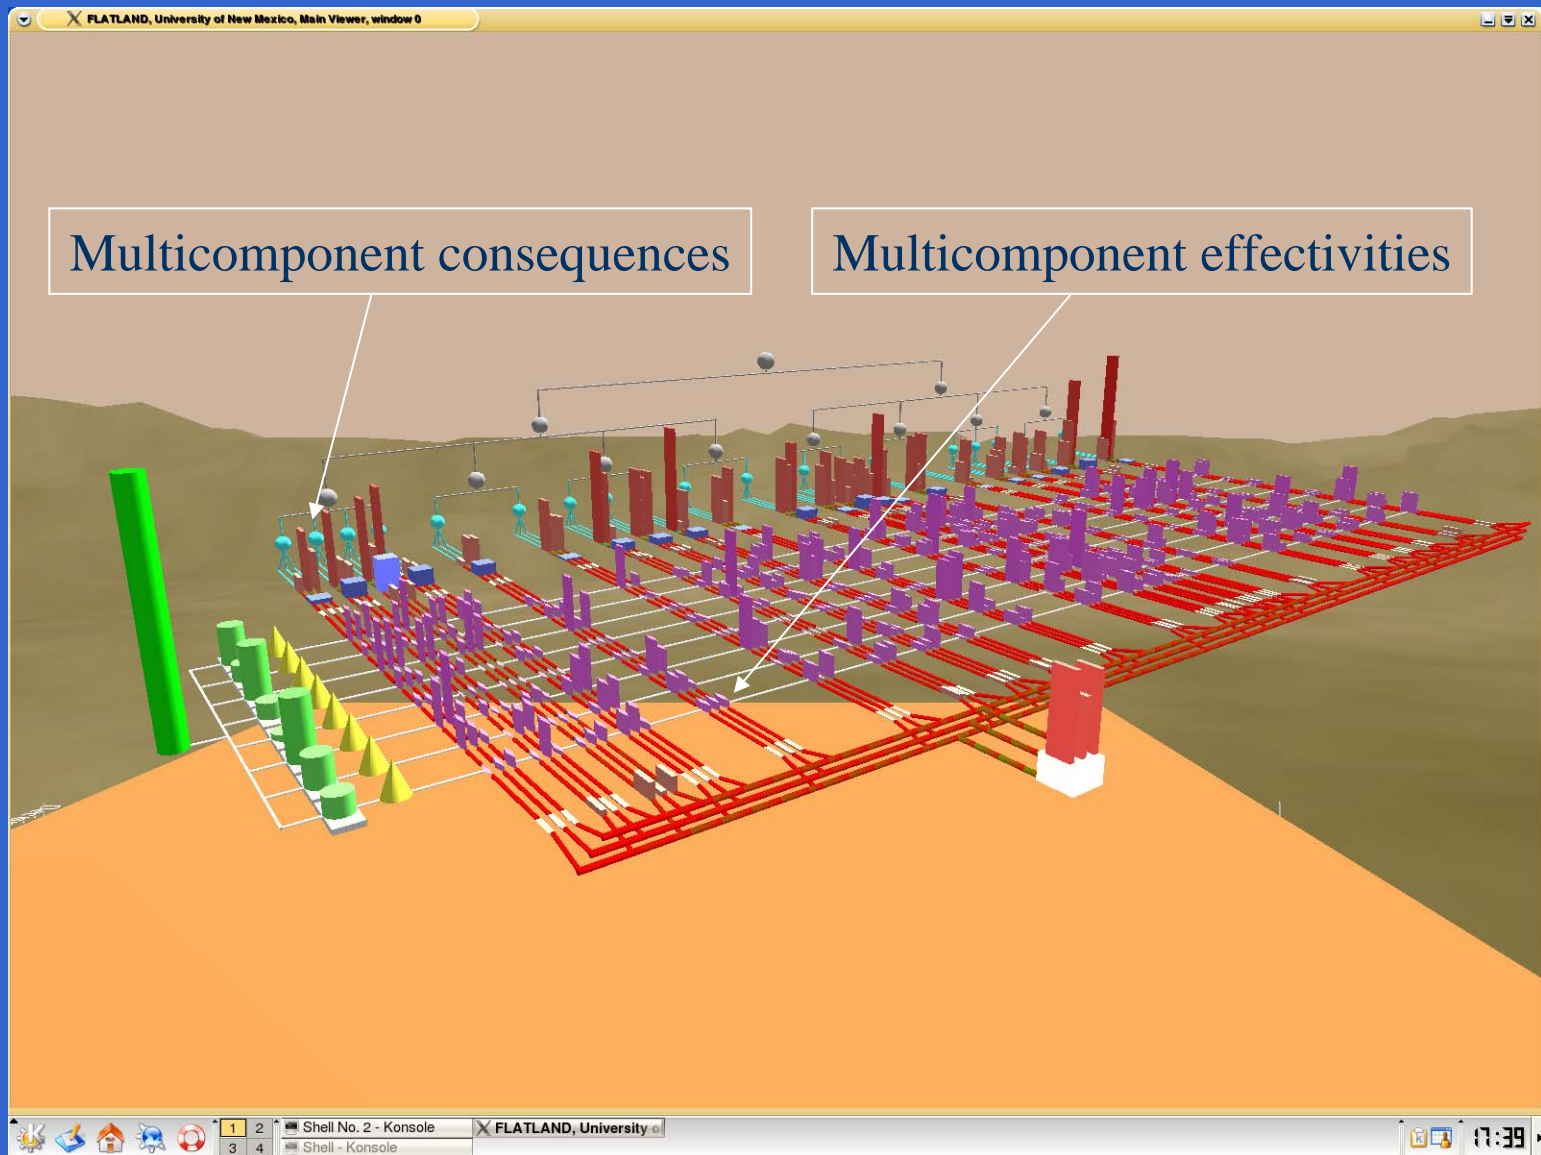 FLATLAND, University of New Mexico, Main Viewer, window 0
Multicomponent consequences
Multicomponent effectivities
1 2
3 4
Shell No. 2 - Konsole
Shell - Konsole
FLATLAND, University o
17:39